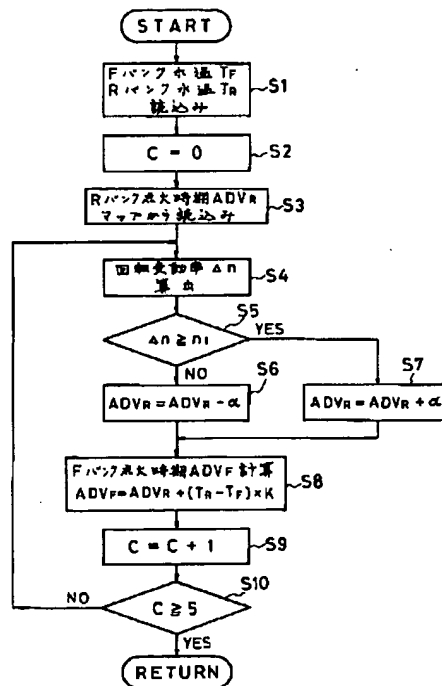 START
Fバンク水温TF
Rバンク水温TR
読込み
S1
C = 0
S2
Rバンク点火時期ADVR
マップから読込み
S3
回転変動率 Δn
算出
S4
S5
Δn ≧ n1
YES
NO
S6
S7
ADVR=ADVR-α
ADVR=ADVR+α
Fバンク点火時期ADVF計算
ADVF=ADVR+(TR-TF)×K
S8
C = C + 1
S9
S10
NO
C ≧ 5
YES
RETURN